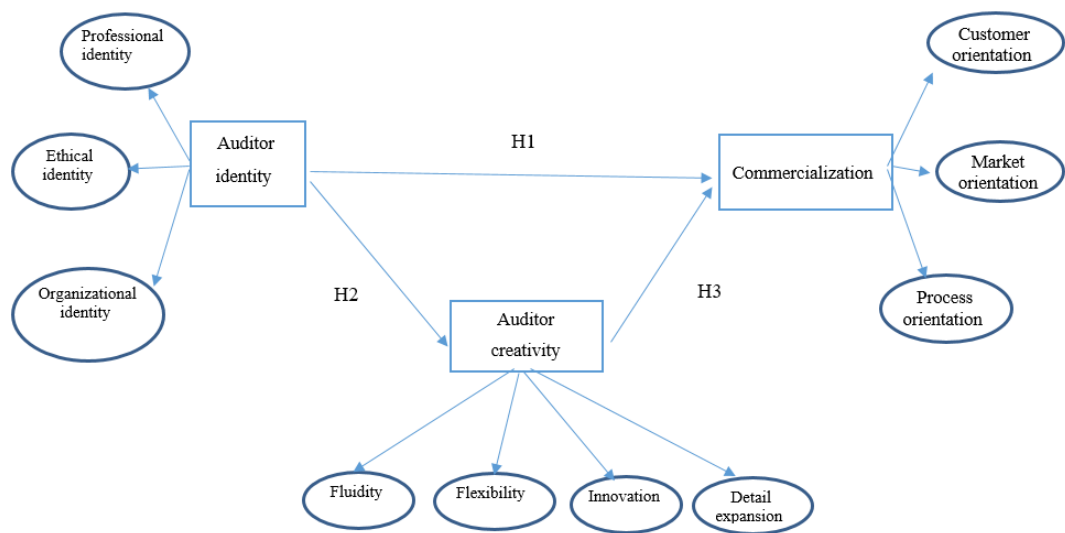 Professional
identity
Customer
orientation
Auditor
identity
H1
Ethical
identity
Commercialization
Market
orientation
Organizational
identity
H2
H3
Process
orientation
Auditor
creativity
Fluidity
Flexibility
Innovation
Detail
expansion